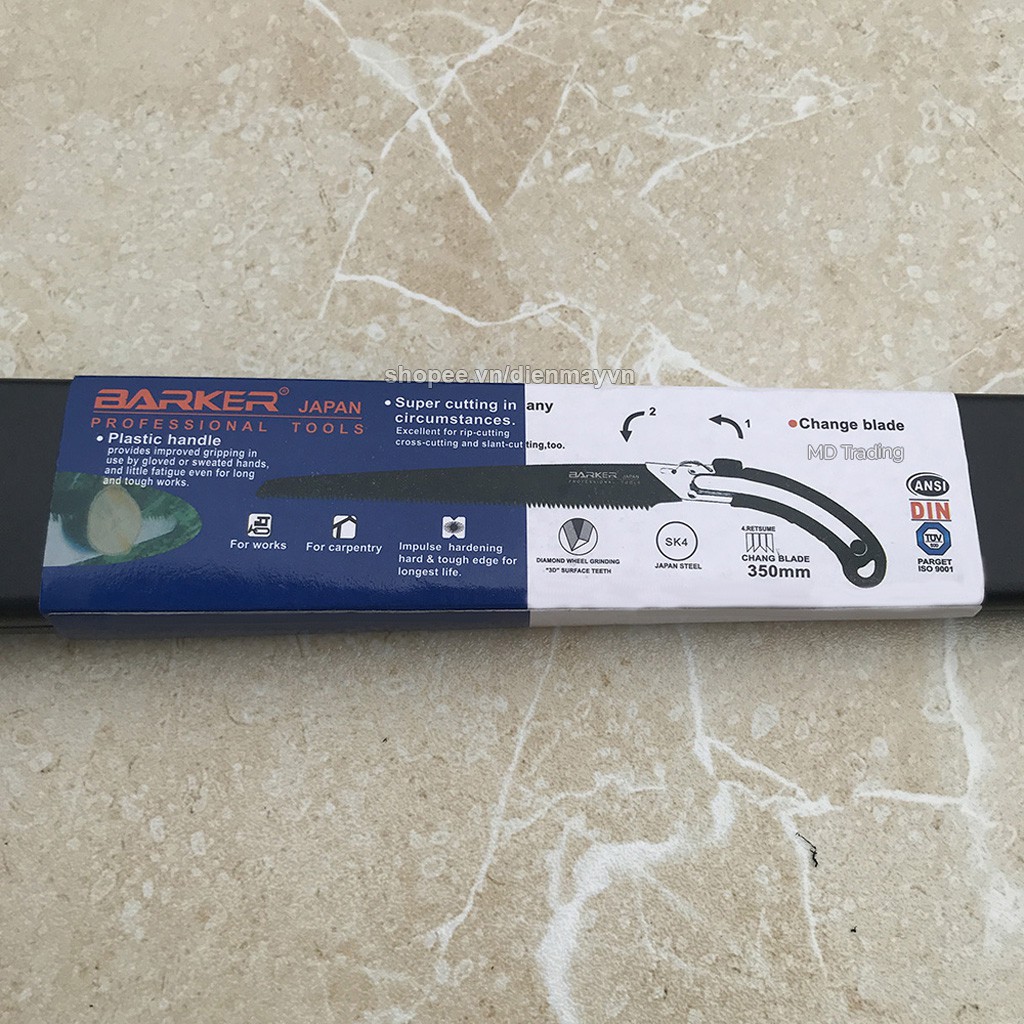 shopee.vn/dienmayvn
BARKER® JAPAN
PROFESSIONAL TOOLS
• Plastic handle
provides improved gripping in
use by gloved or sweated hands,
and little fatigue even for long
and tough works.
• Super cutting in any
circumstances.
Excellent for rip-cutting
cross-cutting and slant-cutting,too.
2
1
•Change blade
MD Trading
BARKER JAPAN
PROFESSIONAL TOOLS
For works
For carpentry
Impulse hardening
hard & tough edge for
longest life.
DIAMOND WHEEL GRINDING
"3D" SURFACE TEETH
SK4
JAPAN STEEL
4.RETSUME
CHANG BLADE
350mm
ANSI
DIN
TUV
PARGET
ISO 9001